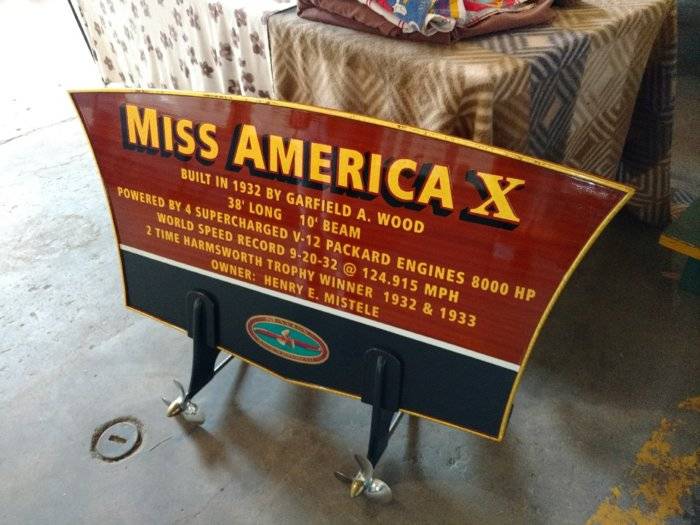 MISS AMERICA X
BUILT IN 1932 BY GARFIELD A. WOOD
38' LONG 10' BEAM
POWERED BY 4 SUPERCHARGED V-12 PACKARD ENGINES 8000 HP
WORLD SPEED RECORD 9-20-32 @ 124.915 MPH
2 TIME HARMSWORTH TROPHY WINNER 1932 & 1933
OWNER: HENRY E. MISTELE